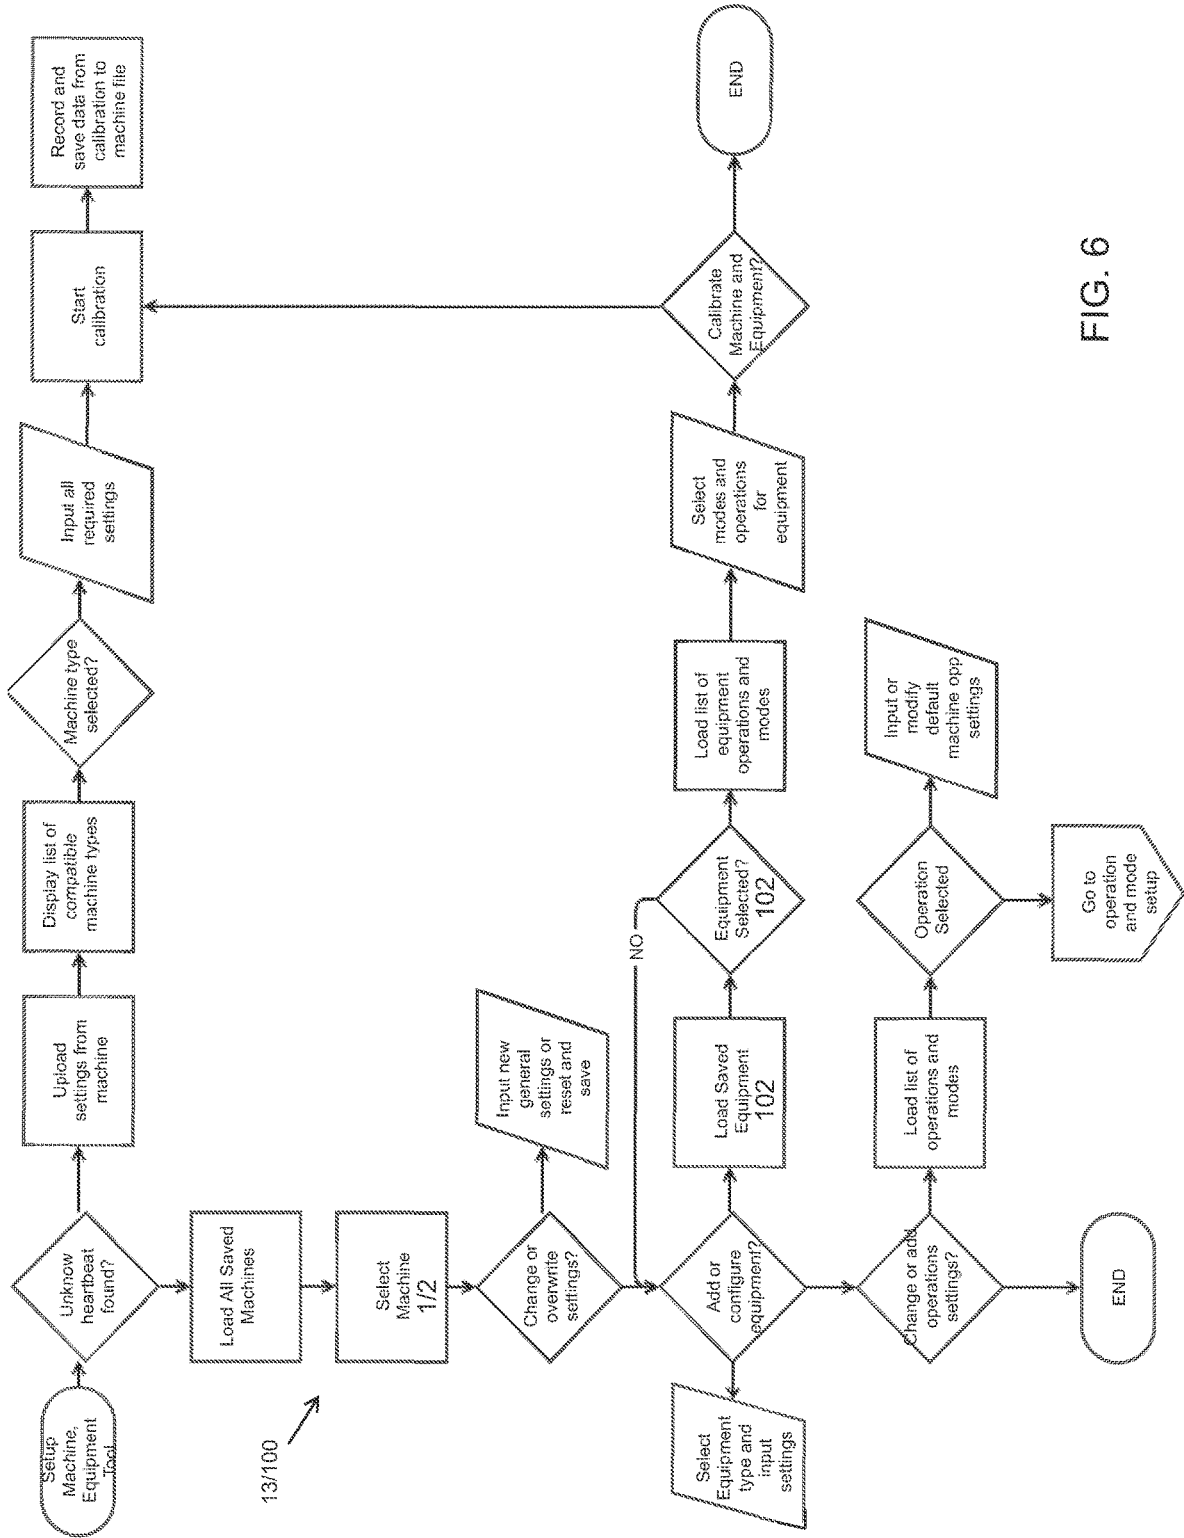 Setup
Machine,
Equipment
Tool
Unknow
heartbeat
found?
Upload
settings from
machine
Display list of
compatible
machine types
Machine type
selected?
Input all
required
settings
Start
calibration
Record and
save data from
calibration to
machine file
13/100
Load All Saved
Machines
Select
Machine
1/2
Change or
overwrite
settings?
Input new
general
settings or
reset and
save
NO
Select
Equipment
type and
input
settings
Add or
configure
equipment?
Load Saved
Equipment
102
Equipment
Selected?
102
Load list of
equipment
operations and
modes
Select
modes and
operations
for
equipment
Calibrate
Machine and
Equipment?
END
Change or add
operations
settings?
Load list of
operations and
modes
Operation
Selected
Input or
modify
default
machine opp
settings
END
Go to
operation
and mode
setup
FIG. 6